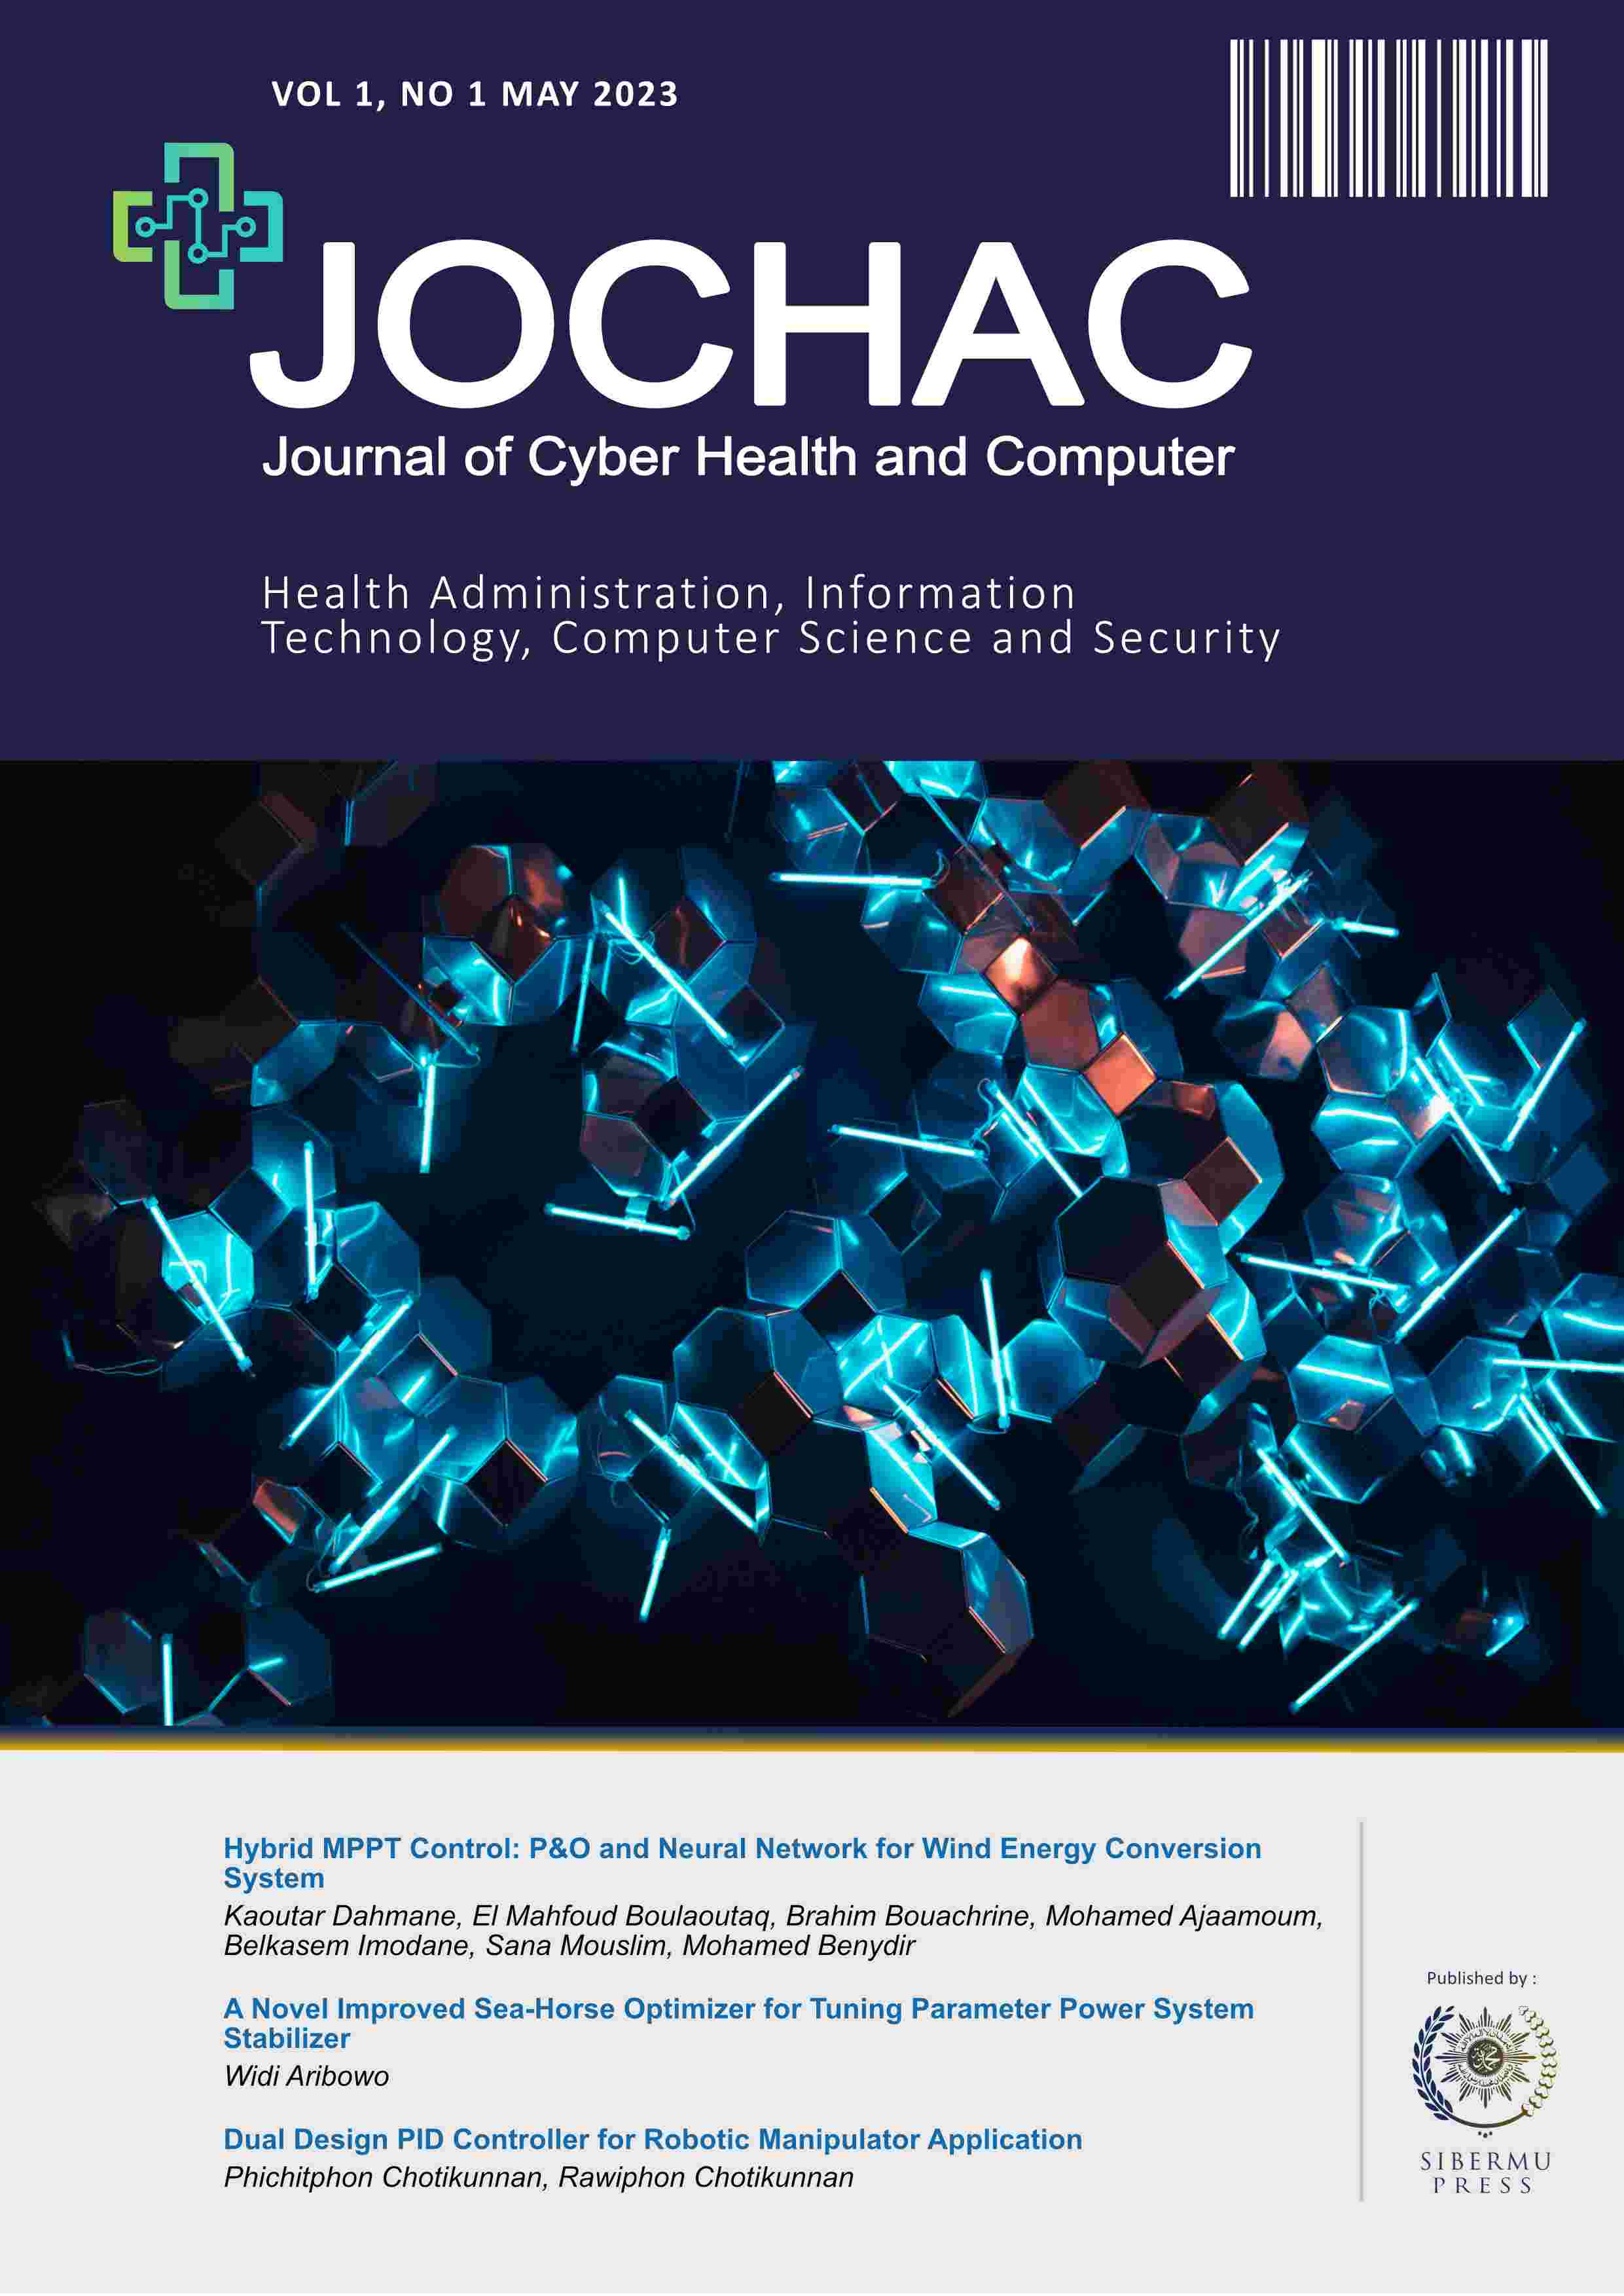 VOL 1, NO 1 MAY 2023
JOCHAC
Journal of Cyber Health and Computer
Health Administration, Information
Technology, Computer Science and Security
Hybrid MPPT Control: P&O and Neural Network for Wind Energy Conversion
System
Kaoutar Dahmane, El Mahfoud Boulaoutaq, Brahim Bouachrine, Mohamed Ajaamoum,
Belkasem Imodane, Sana Mouslim, Mohamed Benydir
A Novel Improved Sea-Horse Optimizer for Tuning Parameter Power System
Stabilizer
Widi Aribowo
Dual Design PID Controller for Robotic Manipulator Application
Phichitphon Chotikunnan, Rawiphon Chotikunnan
Published by :
SIBERMU
PRESS